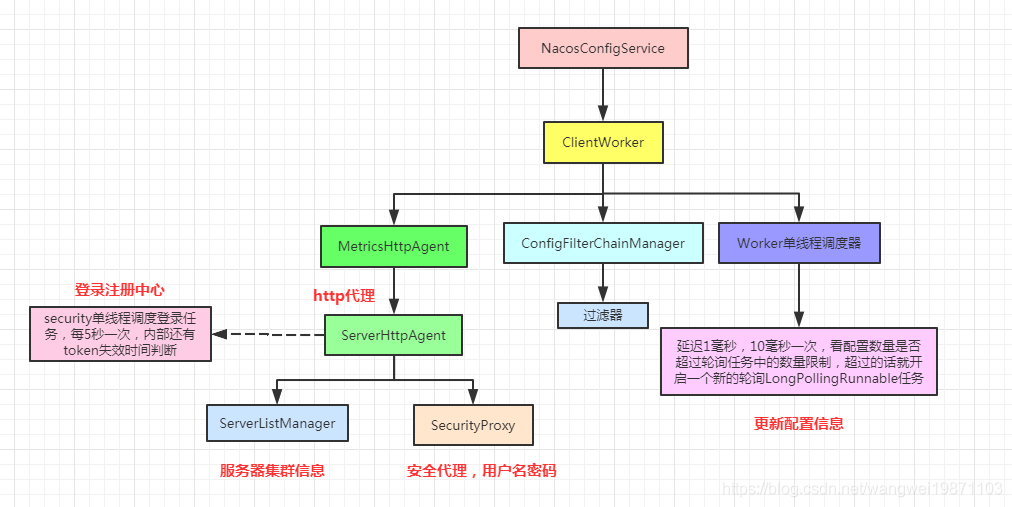 NacosConfigService
ClientWorker
MetricsHttpAgent
ConfigFilterChainManager
Worker单线程调度器
登录注册中心
http代理
security单线程调度登录任
务，每5秒一次，内部还有
token失效时间判断
ServerHttpAgent
过滤器
延迟1毫秒，10毫秒一次，看配置数量是否
超过轮询任务中的数量限制，超过的话就开
启一个新的轮询LongPollingRunnable任务
ServerListManager
SecurityProxy
更新配置信息
服务器集群信息
安全代理，用户名密码
https://blog.csdn.net/wangwei19871103